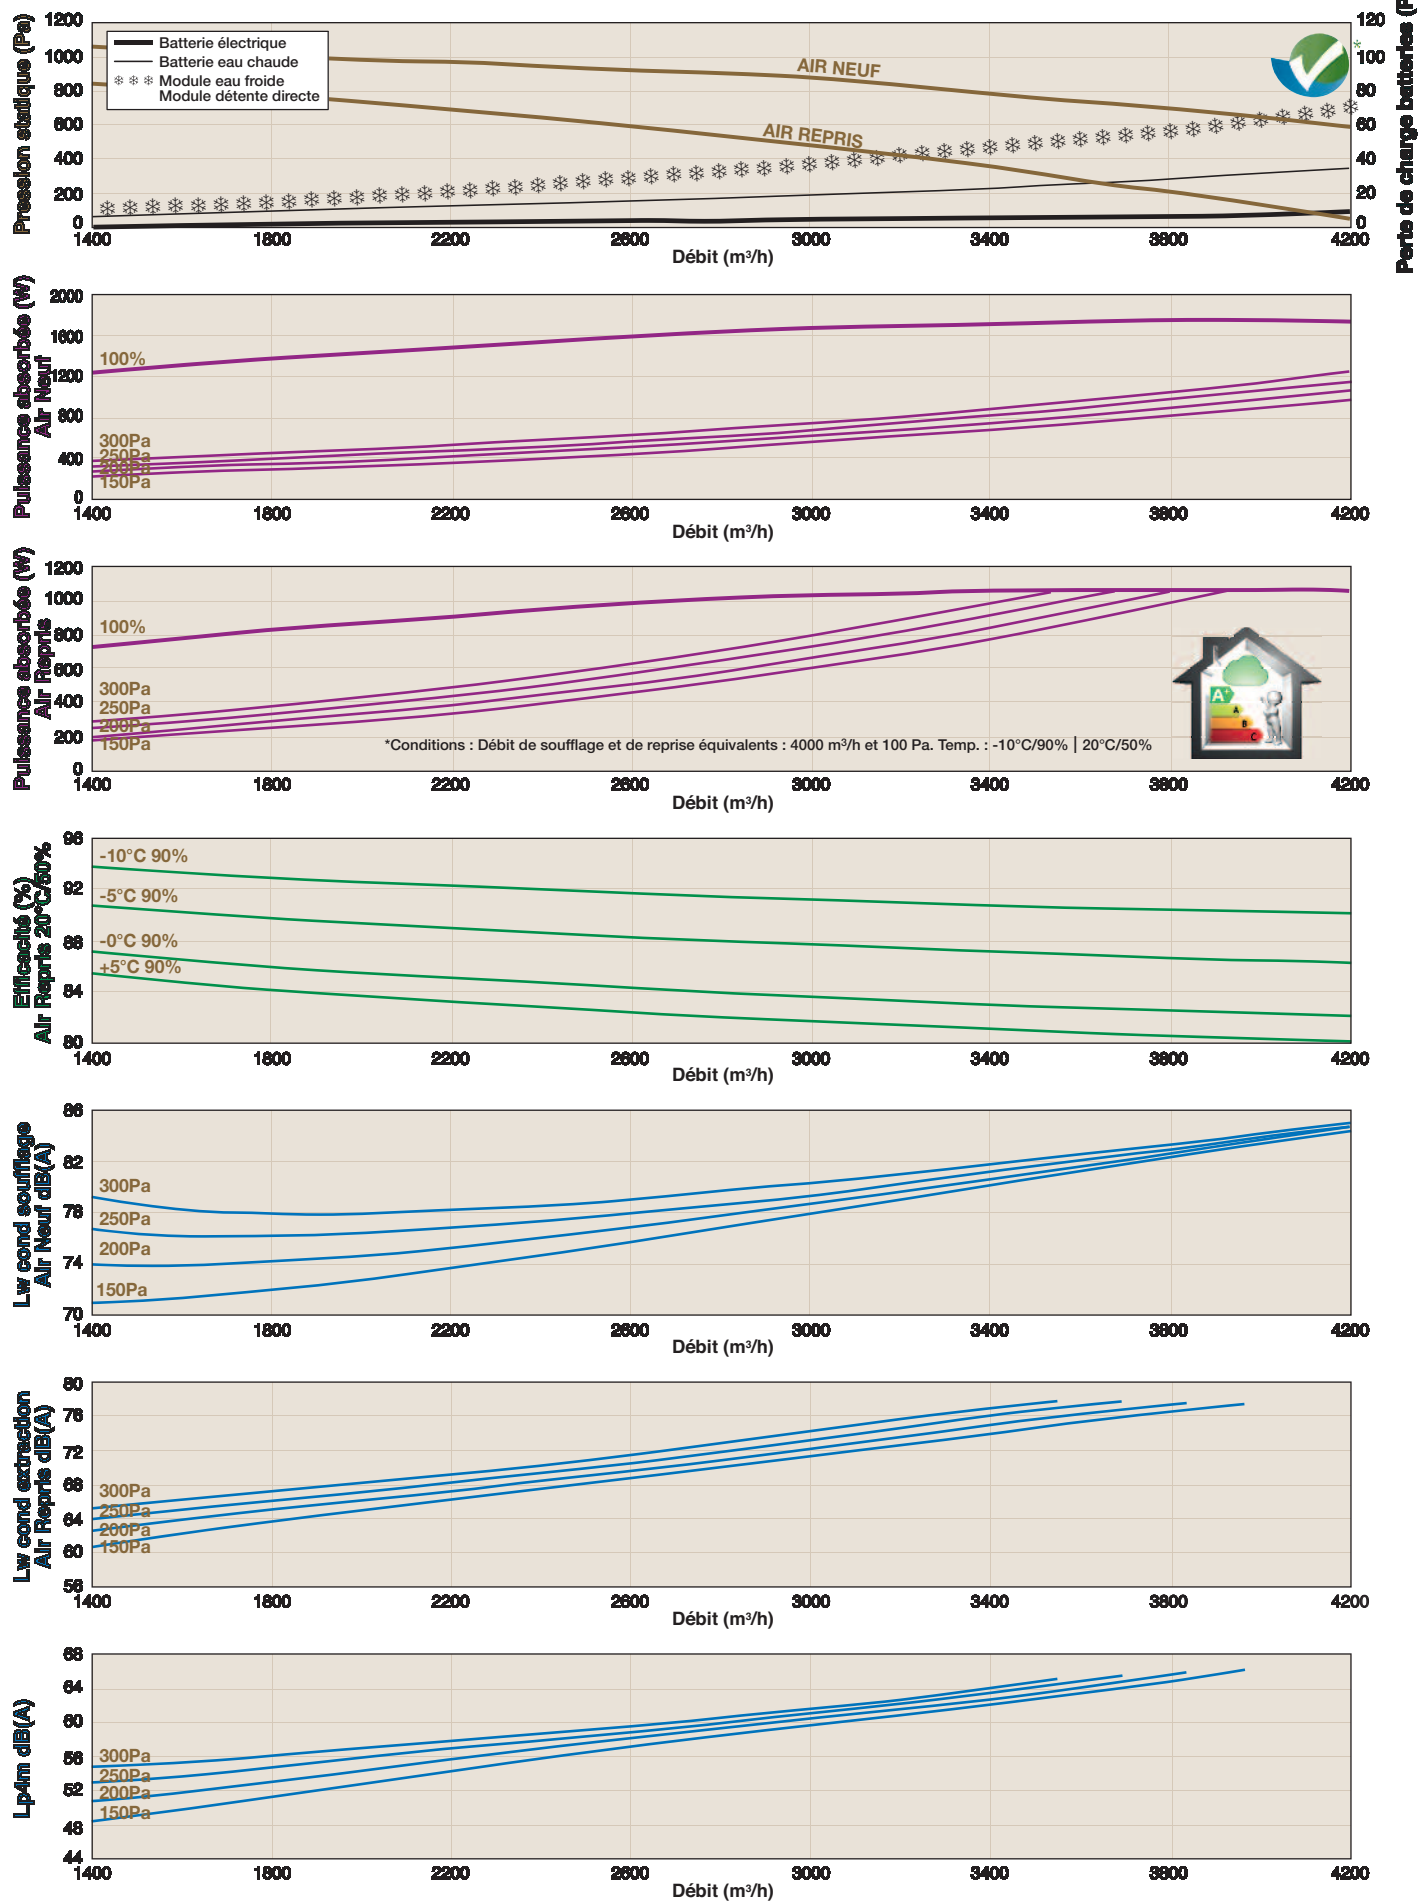 Pression statique (Pa)
1200
1000
800
600
400
200
0
Batterie électrique
Batterie eau chaude
Module eau froide
Module détente directe
AIR NEUF
AIR REPRIS
*
120
100
80
60
40
20
0
Perte de charge batteries (P
1400 1800 2200 2600 3000 3400 3800 4200
Débit (m³/h)
Puissance absorbée (W)
Air Neuf
2000
1600
1200
800
400
0
100%
300Pa
250Pa
200Pa
150Pa
1400 1800 2200 2600 3000 3400 3800 4200
Débit (m³/h)
Puissance absorbée (W)
Air Repris
1200
1000
800
600
400
200
0
100%
300Pa
250Pa
200Pa
150Pa
*Conditions : Débit de soufflage et de reprise équivalents : 4000 m³/h et 100 Pa. Temp. : -10°C/90% | 20°C/50%
A+
A
B
C
1400 1800 2200 2600 3000 3400 3800 4200
Débit (m³/h)
Efficacité (%)
Air Repris 20°C/50%
96
92
88
84
80
-10°C 90%
-5°C 90%
-0°C 90%
+5°C 90%
1400 1800 2200 2600 3000 3400 3800 4200
Débit (m³/h)
Lw cond soufflage
Air Neuf dB(A)
86
82
78
74
70
300Pa
250Pa
200Pa
150Pa
1400 1800 2200 2600 3000 3400 3800 4200
Débit (m³/h)
Lw cond extrection
Air Repris dB(A)
80
76
72
68
64
60
56
300Pa
250Pa
200Pa
150Pa
1400 1800 2200 2600 3000 3400 3800 4200
Débit (m³/h)
Lp4m dB(A)
68
64
60
56
52
48
44
300Pa
250Pa
200Pa
150Pa
1400 1800 2200 2600 3000 3400 3800 4200
Débit (m³/h)